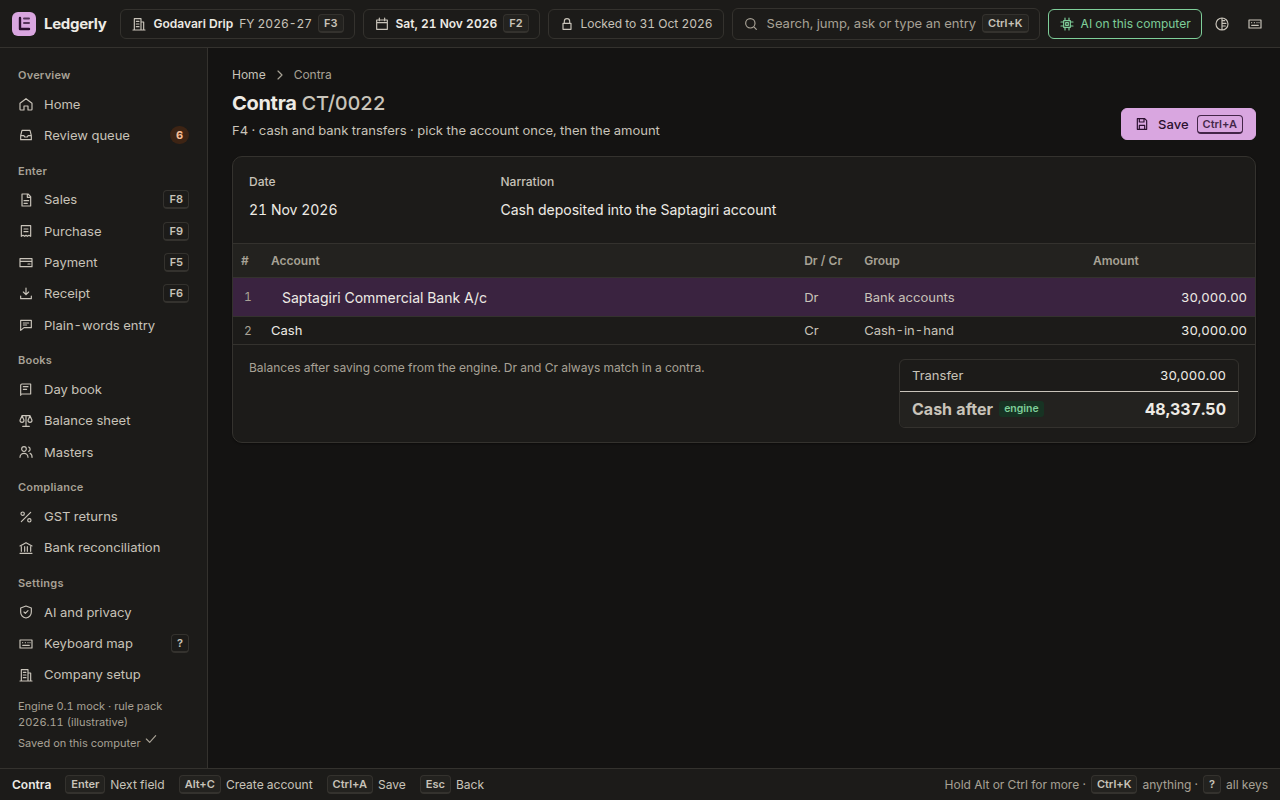 Ledgerly
Godavari Drip FY 2026-27 F3
Sat, 21 Nov 2026 F2
Locked to 31 Oct 2026
Search, jump, ask or type an entry Ctrl+K
AI on this computer
Overview
Home
Review queue 6
Enter
Sales F8
Purchase F9
Payment F5
Receipt F6
Plain-words entry
Books
Day book
Balance sheet
Masters
Compliance
GST returns
Bank reconciliation
Settings
AI and privacy
Keyboard map ?
Company setup
Engine 0.1 mock · rule pack
2026.11 (illustrative)
Saved on this computer
Home Contra
Contra CT/0022
F4 · cash and bank transfers · pick the account once, then the amount
Save Ctrl+A
Date Narration
21 Nov 2026 Cash deposited into the Saptagiri account
# Account Dr / Cr Group Amount
1 Saptagiri Commercial Bank A/c Dr Bank accounts 30,000.00
2 Cash Cr Cash-in-hand 30,000.00
Balances after saving come from the engine. Dr and Cr always match in a contra.
Transfer 30,000.00
Cash after engine 48,337.50
Contra Enter Next field Alt+C Create account Ctrl+A Save Esc Back
Hold Alt or Ctrl for more · Ctrl+K anything · ? all keys